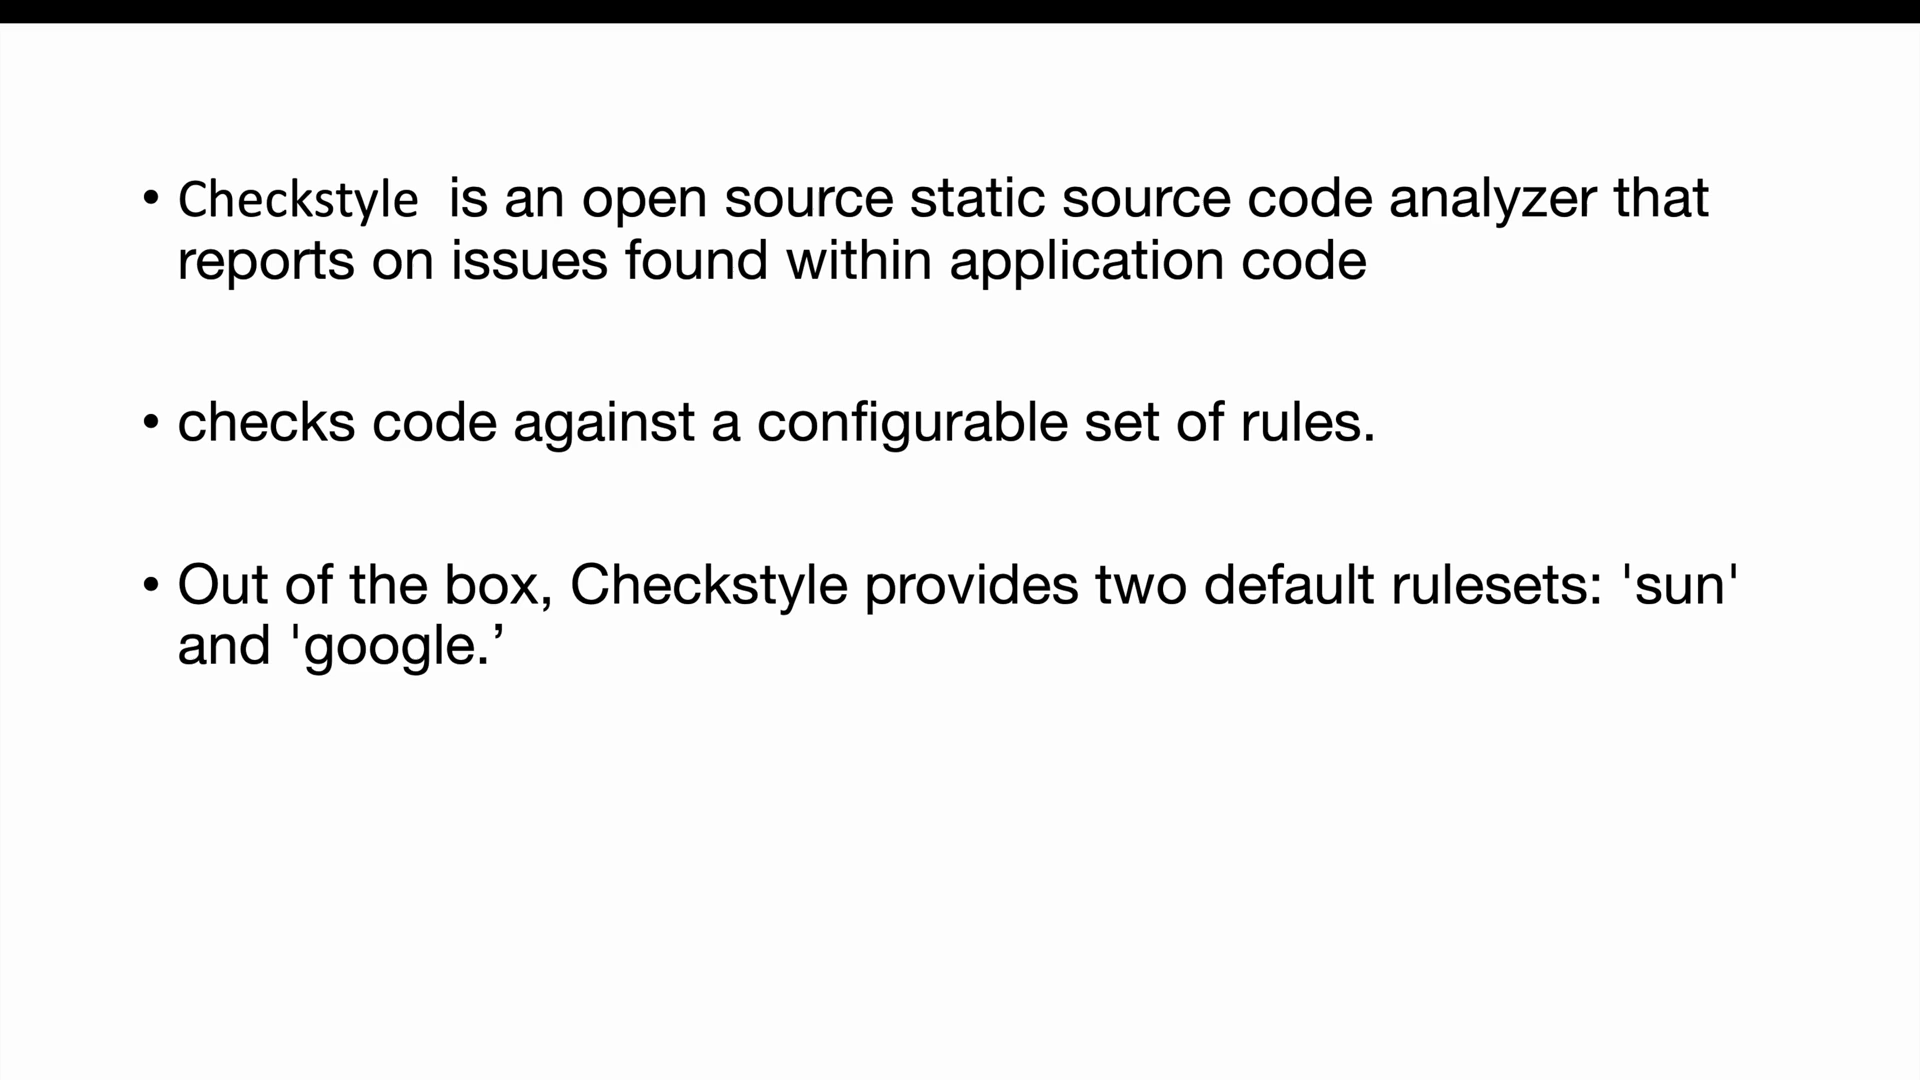 • Checkstyle  is an open source static source code analyzer that
reports on issues found within application code
• checks code against a configurable set of rules.
• Out of the box, Checkstyle provides two default rulesets: 'sun'
and 'google.’